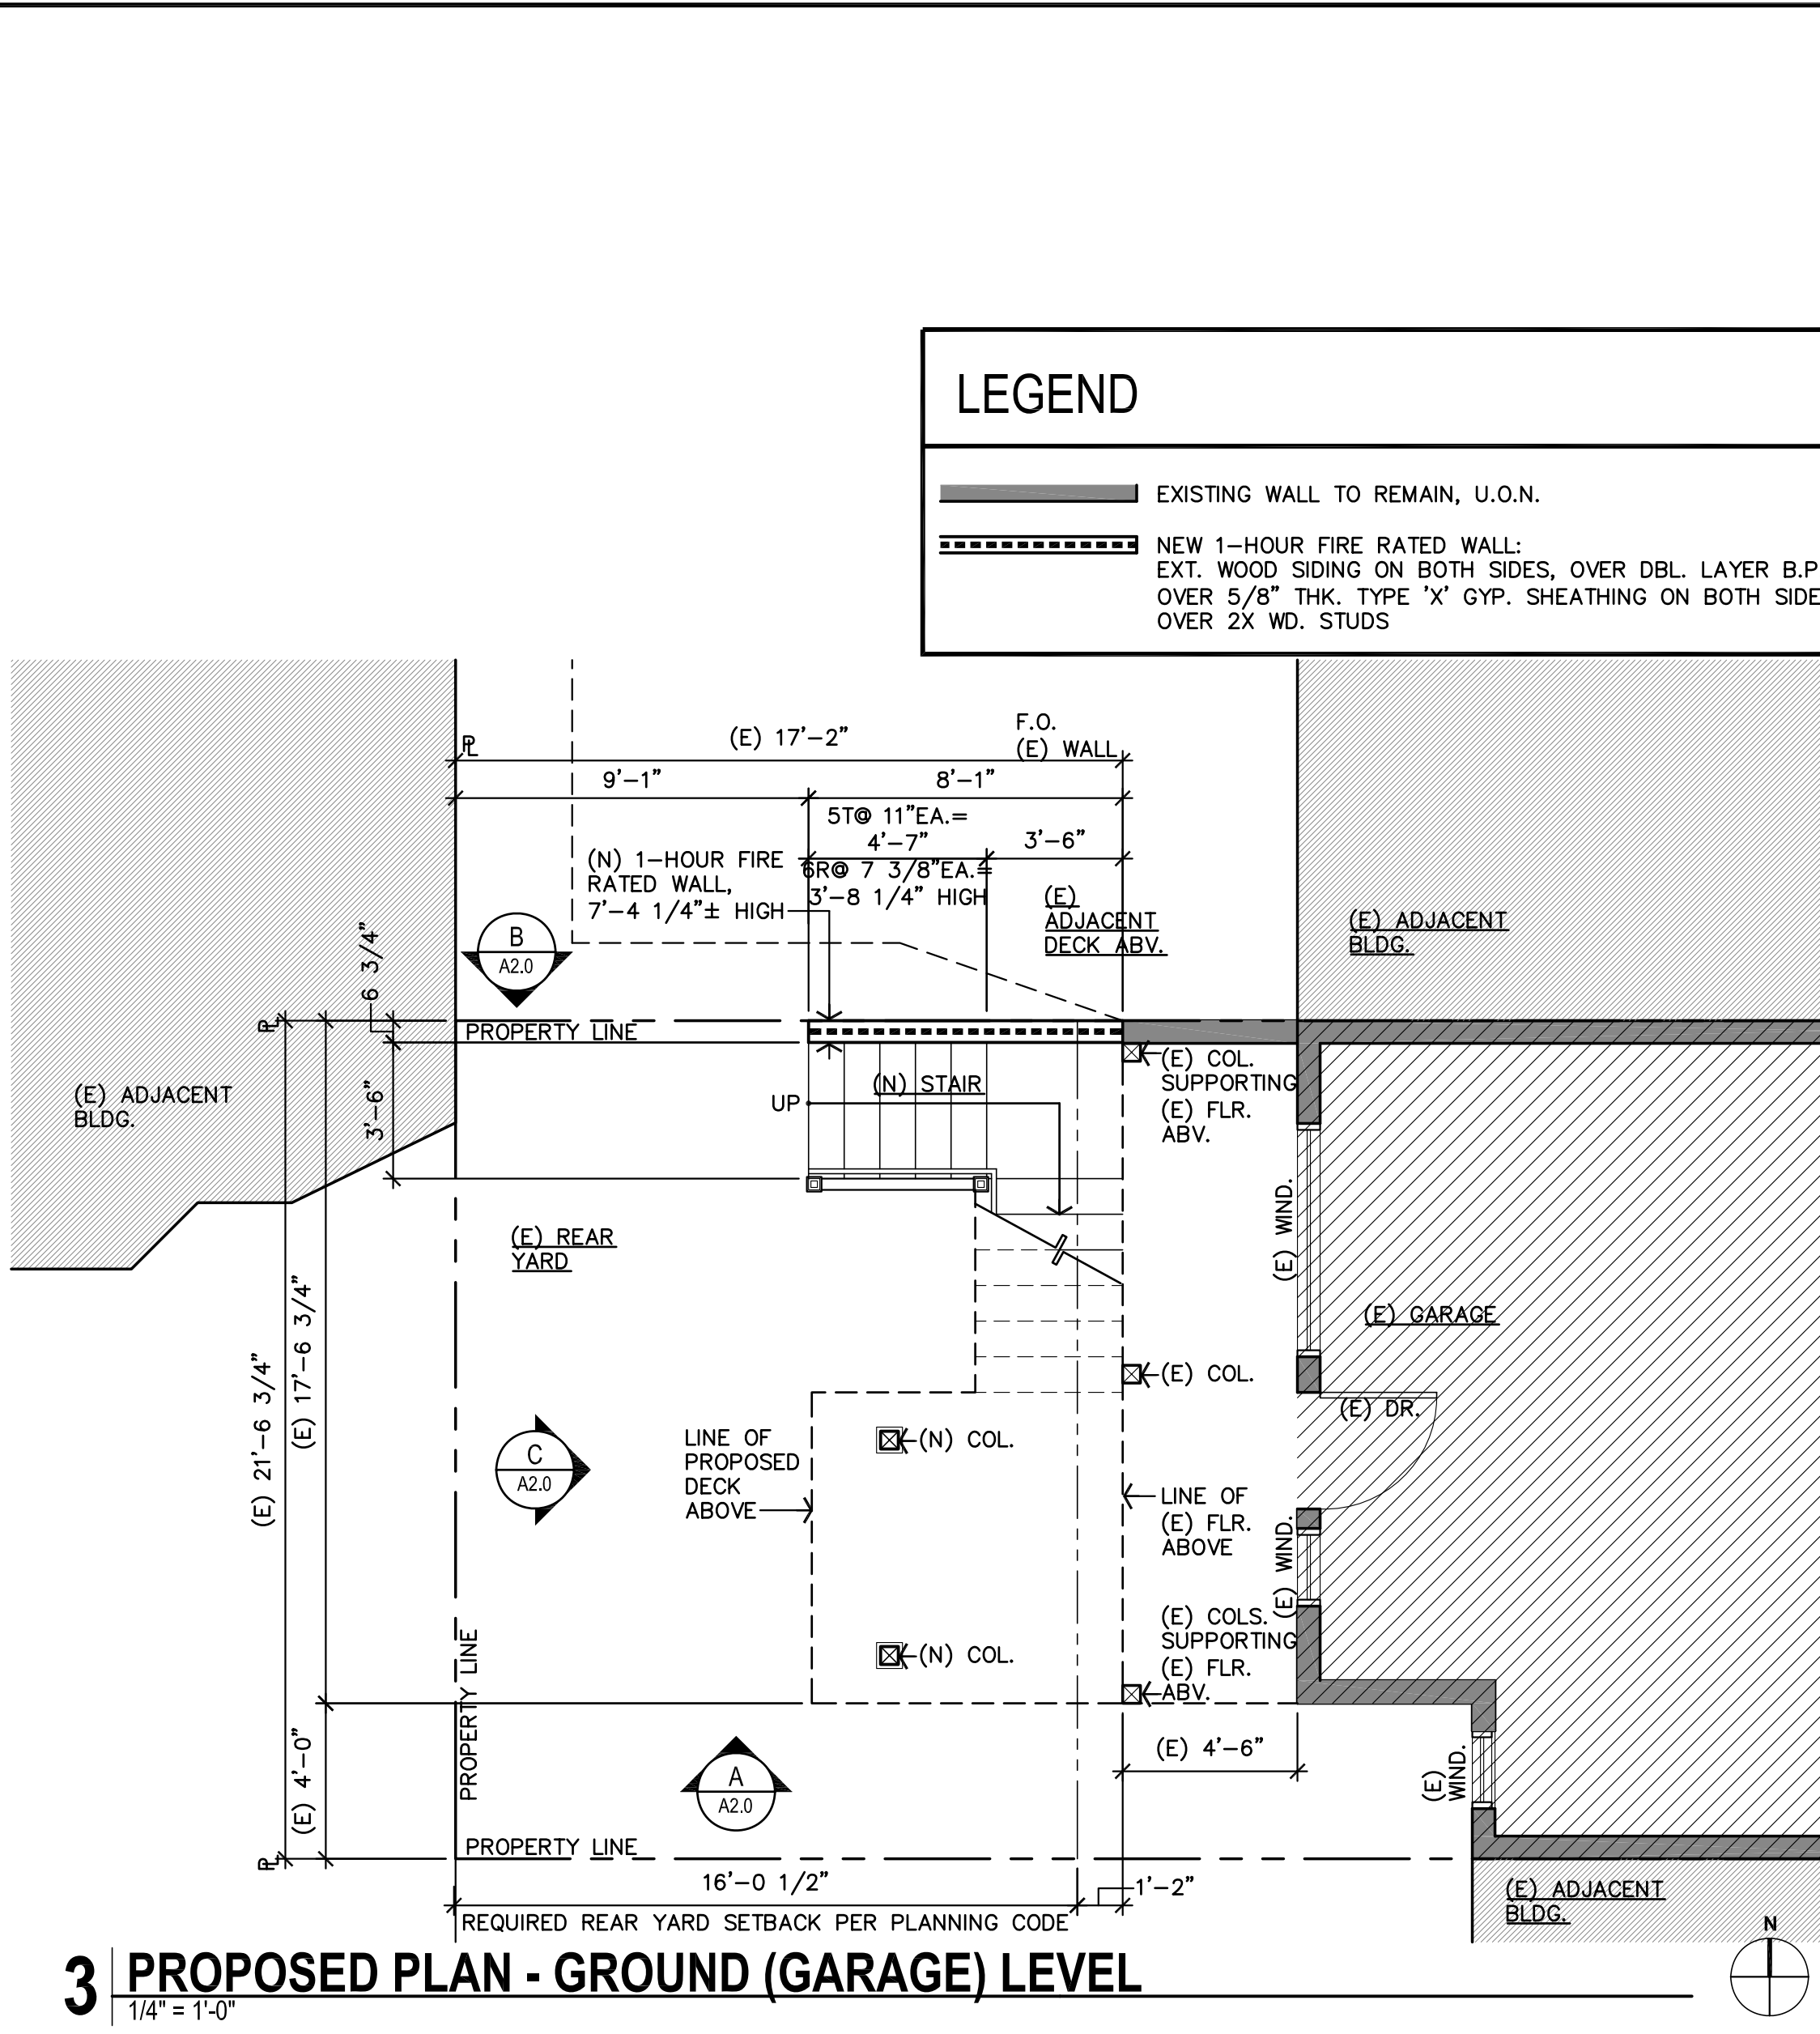 LEGEND
EXISTING WALL TO REMAIN, U.O.N.
NEW 1-HOUR FIRE RATED WALL:
EXT. WOOD SIDING ON BOTH SIDES, OVER DBL. LAYER B.P
OVER 5/8" THK. TYPE 'X' GYP. SHEATHING ON BOTH SIDE
OVER 2X WD. STUDS
PL
(E) 17'-2"
F.O.
(E) WALL
9'-1"
8'-1"
5T@ 11"EA.=
4'-7"
3'-6"
6R@ 7 3/8"EA.=
3'-8 1/4" HIGH
(N) 1-HOUR FIRE
RATED WALL,
7'-4 1/4"± HIGH
(E)
ADJACENT
DECK ABV.
(E) ADJACENT
BLDG.
B
A2.0
6 3/4"
PL
PROPERTY LINE
(E) ADJACENT
BLDG.
3'-6"
(N) STAIR
UP
(E) COL.
SUPPORTING
(E) FLR.
ABV.
(E) WIND.
(E) REAR
YARD
(E) GARAGE
(E) 21'-6 3/4"
(E) 17'-6 3/4"
(E) COL.
(E) DR.
C
A2.0
LINE OF
PROPOSED
DECK
ABOVE
(N) COL.
LINE OF
(E) FLR.
ABOVE
(E) WIND.
(N) COL.
(E) COLS.
SUPPORTING
(E) FLR.
ABV.
PROPERTY LINE
(E) 4'-0"
A
A2.0
(E) 4'-6"
(E)
WIND.
PL
PROPERTY LINE
16'-0 1/2"
1'-2"
REQUIRED REAR YARD SETBACK PER PLANNING CODE
(E) ADJACENT
BLDG.
N
3 PROPOSED PLAN - GROUND (GARAGE) LEVEL
1/4" = 1'-0"